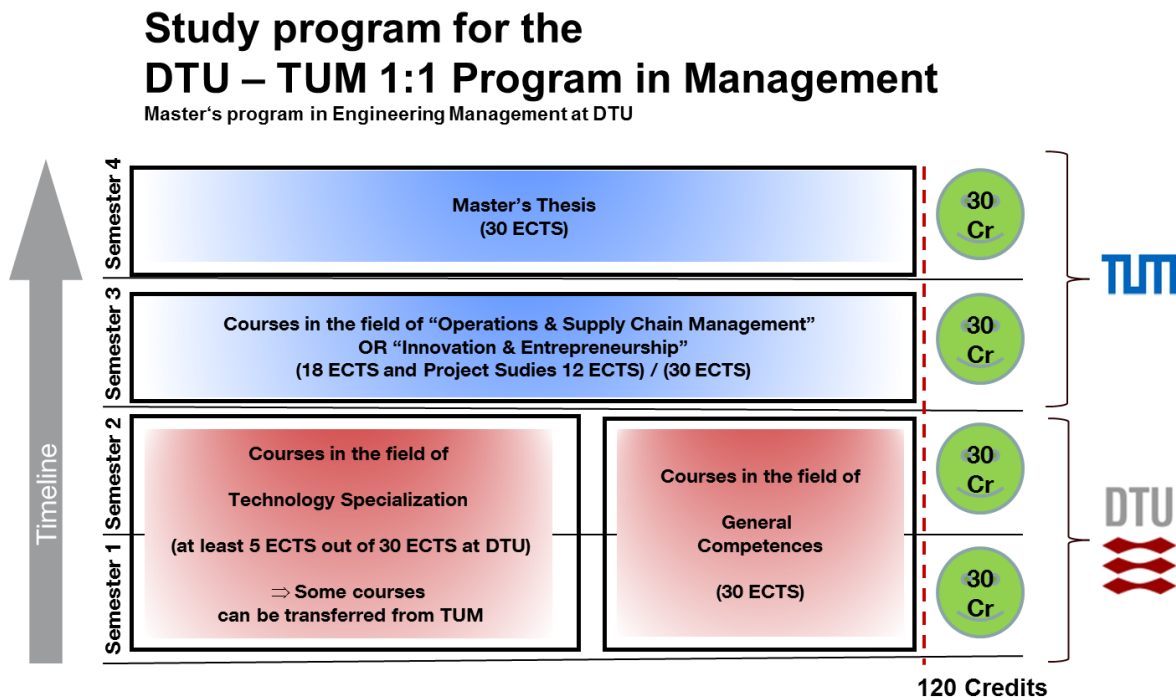 Study program for the
DTU – TUM 1:1 Program in Management
Master‘s program in Engineering Management at DTU
Timeline
Semester 4
Master’s Thesis
(30 ECTS)
30
Cr
TUM
Semester 3
Courses in the field of “Operations & Supply Chain Management”
OR “Innovation & Entrepreneurship”
(18 ECTS and Project Sudies 12 ECTS) / (30 ECTS)
30
Cr
Semester 2
Semester 1
Courses in the field of
Technology Specialization
(at least 5 ECTS out of 30 ECTS at DTU)
⇒ Some courses
can be transferred from TUM
Courses in the field of
General
Competences
(30 ECTS)
30
Cr
30
Cr
DTU
120 Credits